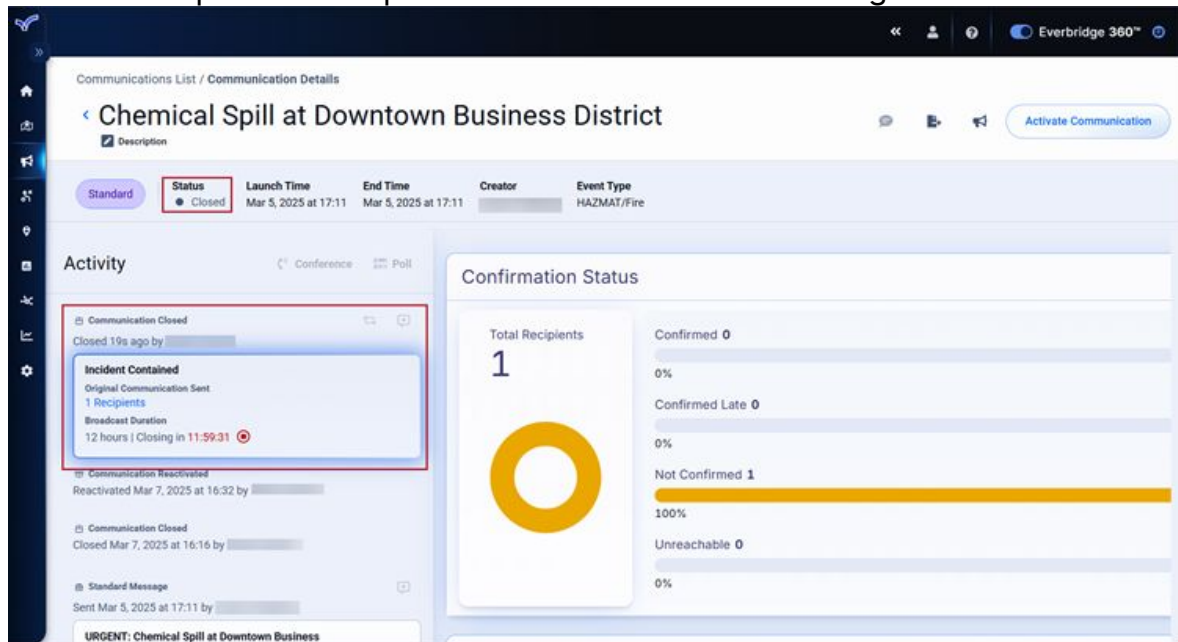 Everbridge 360™
Communications List / Communication Details
Chemical Spill at Downtown Business District
Description
Activate Communication
Standard
Status
Closed
Launch Time
Mar 5, 2025 at 17:11
End Time
Mar 5, 2025 at 17:11
Creator
Event Type
HAZMAT/Fire
Activity
Conference
Poll
Communication Closed
Closed 19s ago by
Incident Contained
Original Communication Sent
1 Recipients
Broadcast Duration
12 hours | Closing in 11:59:31
Communication Reactivated
Reactivated Mar 7, 2025 at 16:32 by
Communication Closed
Closed Mar 7, 2025 at 16:16 by
Standard Message
Sent Mar 5, 2025 at 17:11 by
URGENT: Chemical Spill at Downtown Business
Confirmation Status
Total Recipients
1
Confirmed 0
0%
Confirmed Late 0
0%
Not Confirmed 1
100%
Unreachable 0
0%